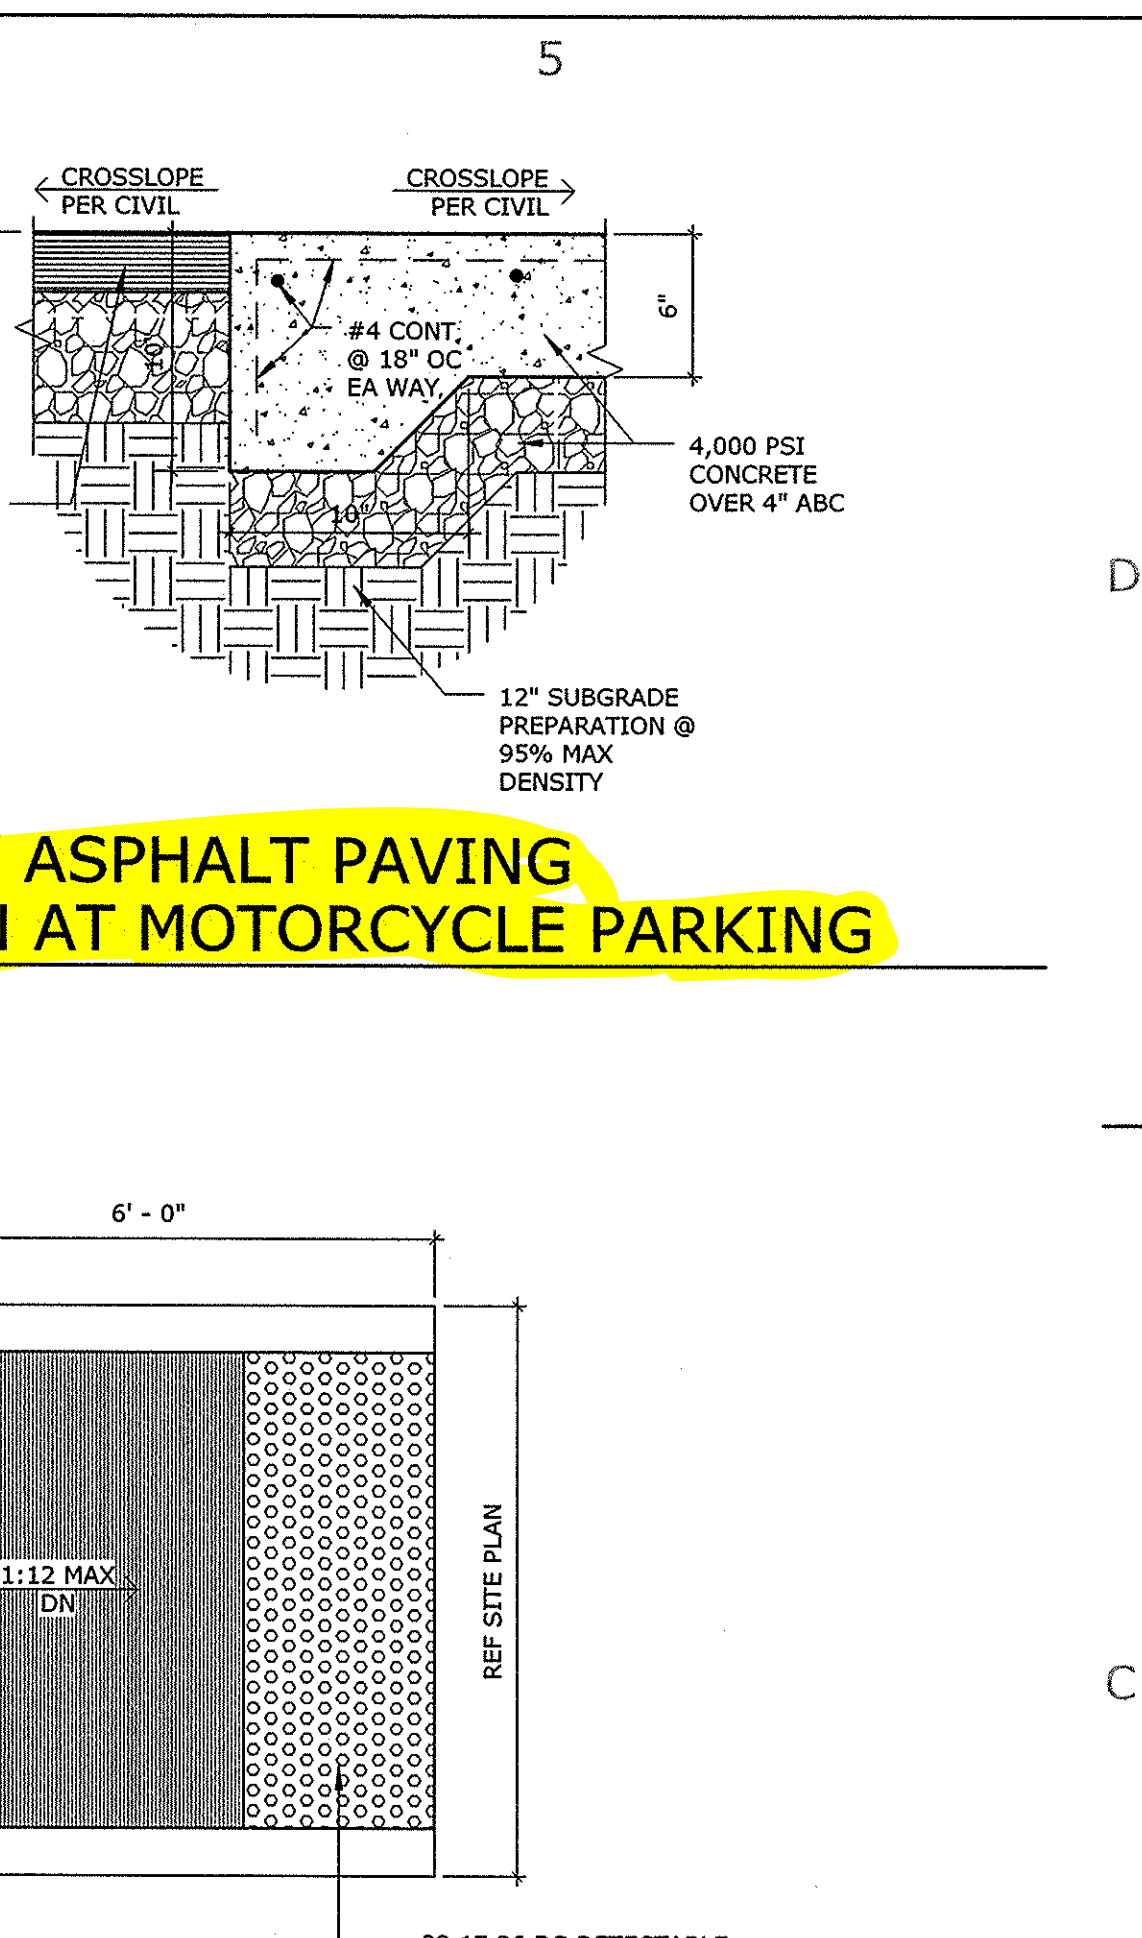 5
CROSSLOPE
PER CIVIL
CROSSLOPE
PER CIVIL
6"
10"
#4 CONT.
@ 18" OC
EA WAY,
4,000 PSI
CONCRETE
OVER 4" ABC
10"
D
12" SUBGRADE
PREPARATION @
95% MAX
DENSITY
ASPHALT PAVING
AT MOTORCYCLE PARKING
6' - 0"
REF SITE PLAN
1:12 MAX
DN
C